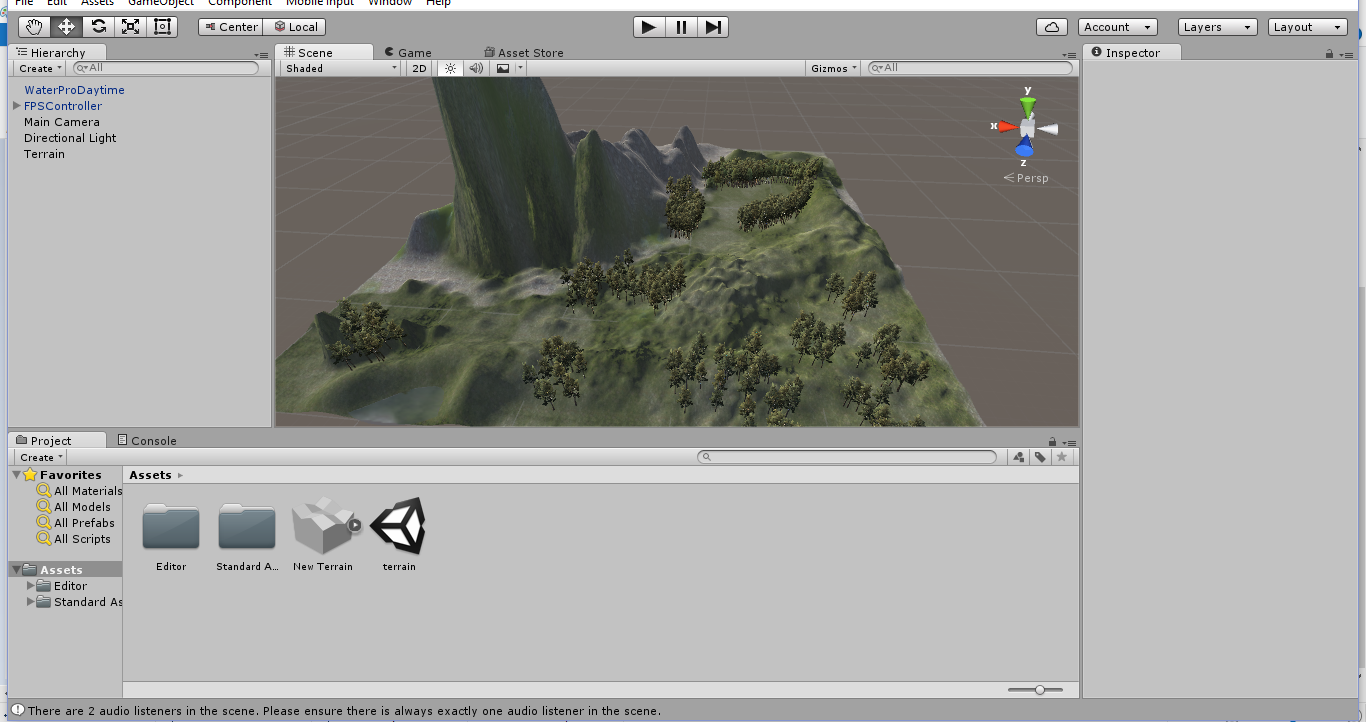 File Edit Assets GameObject Component Mobile Input Window Help
Center Local Account Layers Layout
Hierarchy
Create All
WaterProDaytime
FPSController
Main Camera
Directional Light
Terrain
Scene Game Asset Store
Shaded 2D Gizmos All
y
x
z
Persp
Inspector
Project Console
Create
Favorites
All Materials
All Models
All Prefabs
All Scripts
Assets
Editor
Standard As
Assets
Editor Standard A... New Terrain terrain
There are 2 audio listeners in the scene. Please ensure there is always exactly one audio listener in the scene.